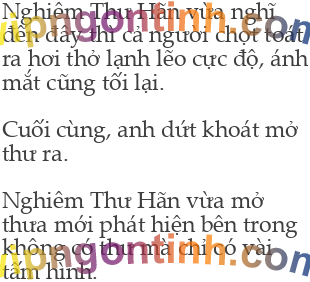 Nghiêm Thư Hãn vừa nghĩ
đến đây thì cả người chợt toát
ra hơi thở lạnh lẽo cực độ, ánh
mắt cũng tối lại.
Cuối cùng, anh dứt khoát mở
thư ra.
Nghiêm Thư Hãn vừa mở
thưa mới phát hiện bên trong
không có thư mà chỉ có vài
tấm hình.